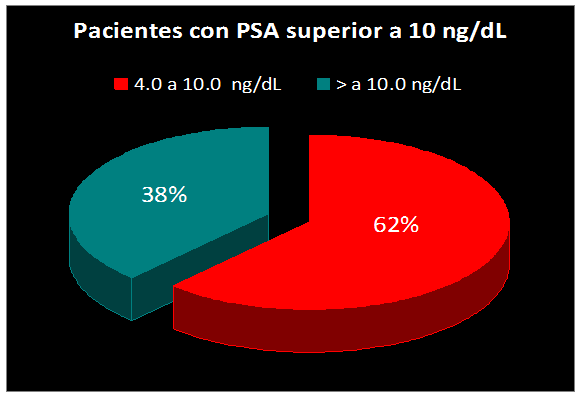 Pacientes con PSA superior a 10 ng/dL
4.0 a 10.0 ng/dL > a 10.0 ng/dL
38%
62%